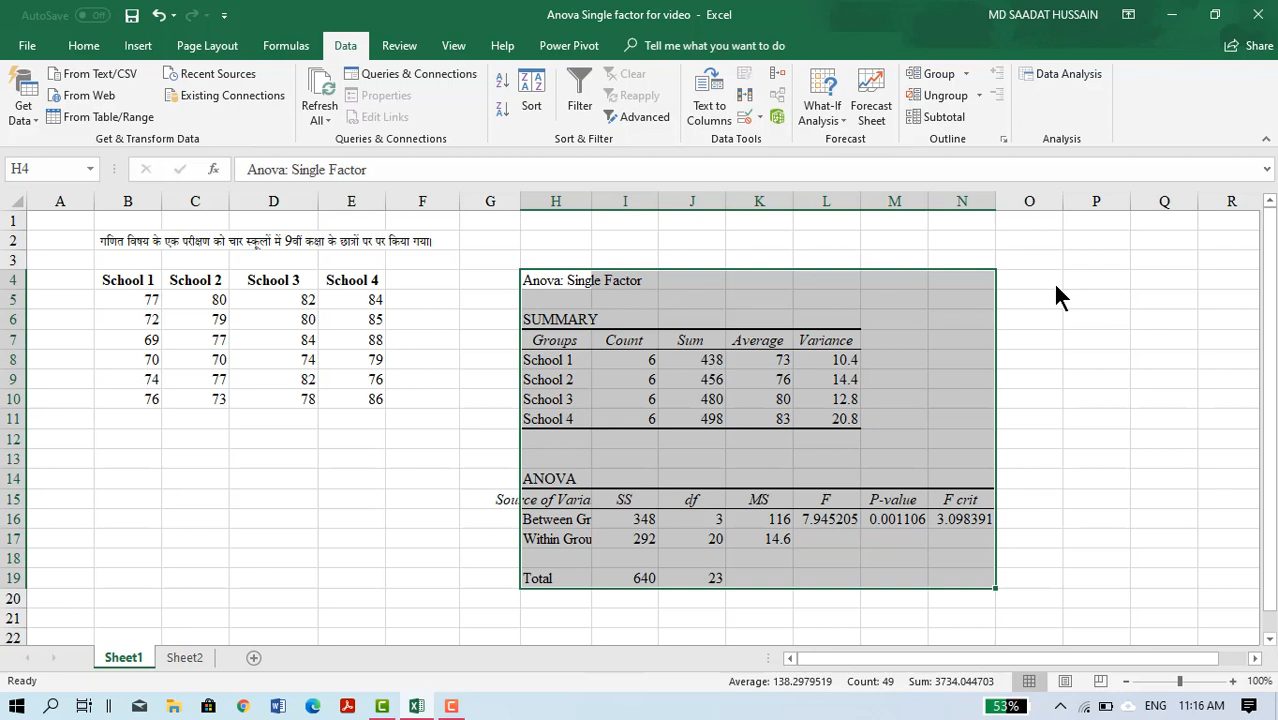 AutoSave Off
Anova Single factor for video - Excel
MD SAADAT HUSSAIN
File Home Insert Page Layout Formulas Data Review View Help Power Pivot Tell me what you want to do Share
Get Data
From Text/CSV
From Web
From Table/Range
Recent Sources
Existing Connections
Get & Transform Data
Refresh All
Queries & Connections
Properties
Edit Links
Queries & Connections
Sort
Filter
Clear
Reapply
Advanced
Sort & Filter
Text to Columns
Data Tools
What-If Analysis
Forecast Sheet
Forecast
Group
Ungroup
Subtotal
Outline
Data Analysis
Analysis
H4 fx Anova: Single Factor
A B C D E F G H I J K L M N O P Q R
1
2 गणित विषय के एक परीक्षण को चार स्कूलों में 9वीं कक्षा के छात्रों पर पर किया गया।
3
4 School 1 School 2 School 3 School 4 Anova: Single Factor
5 77 80 82 84
6 72 79 80 85 SUMMARY
7 69 77 84 88 Groups Count Sum Average Variance
8 70 70 74 79 School 1 6 438 73 10.4
9 74 77 82 76 School 2 6 456 76 14.4
10 76 73 78 86 School 3 6 480 80 12.8
11 School 4 6 498 83 20.8
12
13
14 ANOVA
15 Source of Varia SS df MS F P-value F crit
16 Between Gr 348 3 116 7.945205 0.001106 3.098391
17 Within Grou 292 20 14.6
18
19 Total 640 23
20
21
22
Sheet1 Sheet2
Ready Average: 138.2979519 Count: 49 Sum: 3734.044703 100%
53% ENG 11:16 AM